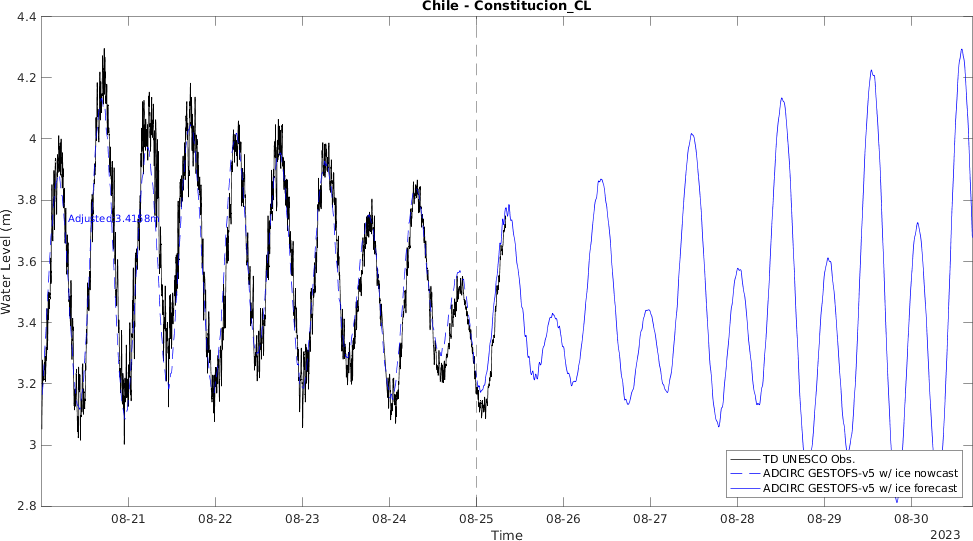 Chile - Constitucion_CL
4.4
4.2
4
3.8
3.6
3.4
3.2
3
2.8
Water Level (m)
Adjusted 3.4158m
TD UNESCO Obs.
ADCIRC GESTOFS-v5 w/ ice nowcast
ADCIRC GESTOFS-v5 w/ ice forecast
08-21 08-22 08-23 08-24 08-25 08-26 08-27 08-28 08-29 08-30
Time
2023